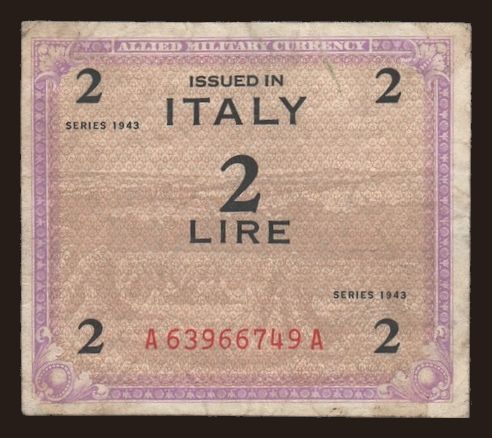 ALLIED MILITARY CURRENCY
2 ISSUED IN 2
ITALY
SERIES 1943
2
LIRE
SERIES 1943
2 A 63966749 A 2